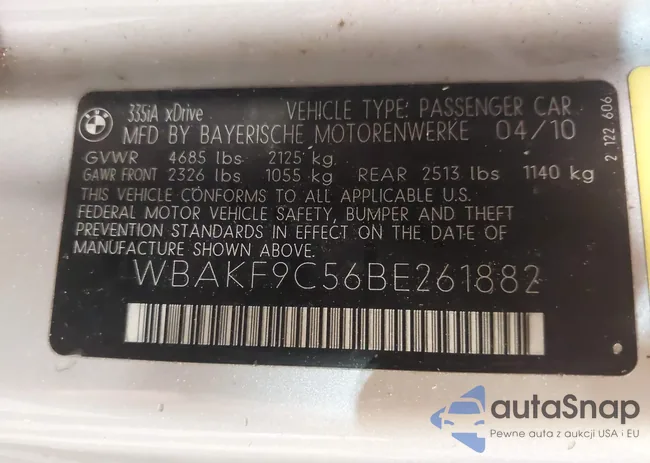 335iA xDrive VEHICLE TYPE: PASSENGER CAR
MFD BY BAYERISCHE MOTORENWERKE 04/10
GVWR 4685 lbs 2125 kg
GAWR FRONT 2326 lbs 1055 kg REAR 2513 lbs 1140 kg
THIS VEHICLE CONFORMS TO ALL APPLICABLE U.S.
FEDERAL MOTOR VEHICLE SAFETY, BUMPER AND THEFT
PREVENTION STANDARDS IN EFFECT ON THE DATE OF
MANUFACTURE SHOWN ABOVE.
WBAKF9C56BE261882
2 122 606
autaSnap
Pewne auta z aukcji USA i EU